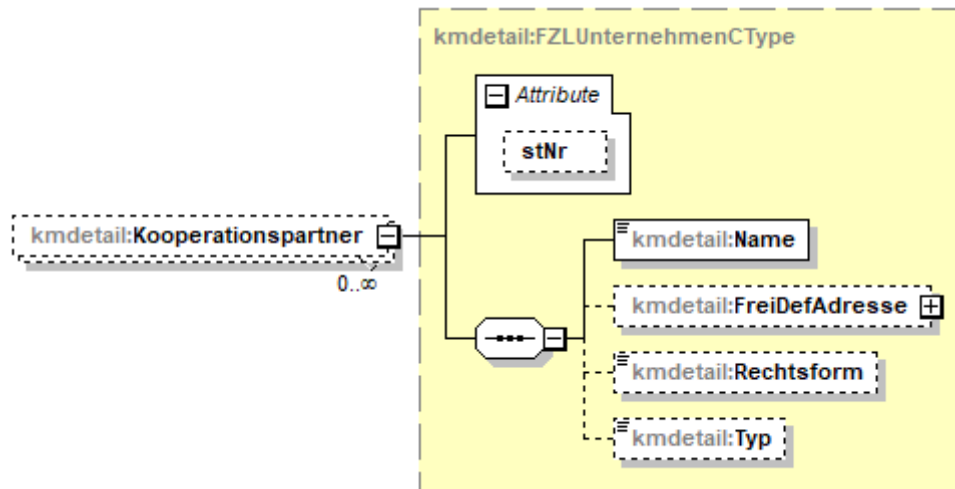 kmdetail:FZLUnternehmenCType
Attribute
stNr
kmdetail:Kooperationspartner
0..∞
kmdetail:Name
kmdetail:FreiDefAdresse
kmdetail:Rechtsform
kmdetail:Typ